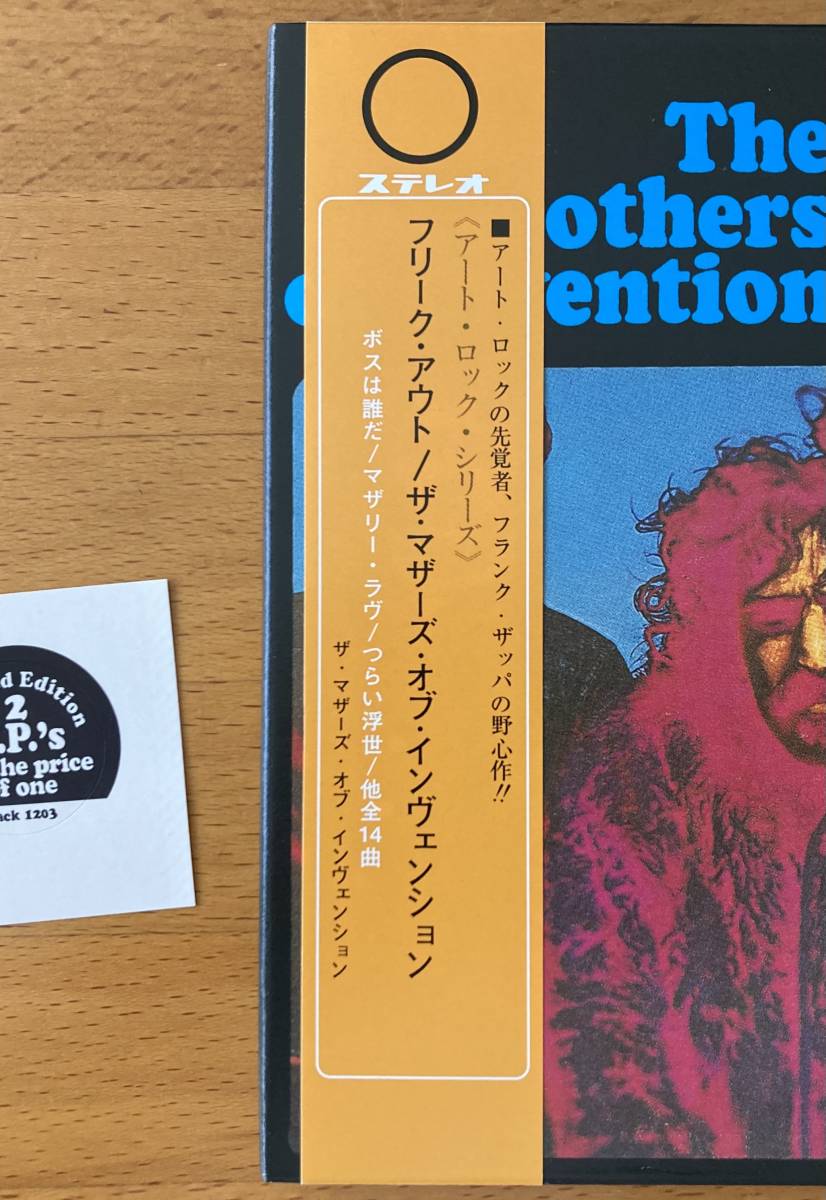 ステレオ
■アート・ロックの先覚者、フランク・ザッパの野心作!!
《アート・ロック・シリーズ》
フリーク・アウト/ザ・マザーズ・オブ・インヴェンション
ボスは誰だ/マザリー・ラヴ/つらい浮世/他全14曲
ザ・マザーズ・オブ・インヴェンション
The
others
ention
d Edition
2
.P.'s
he price
f one
ack 1203